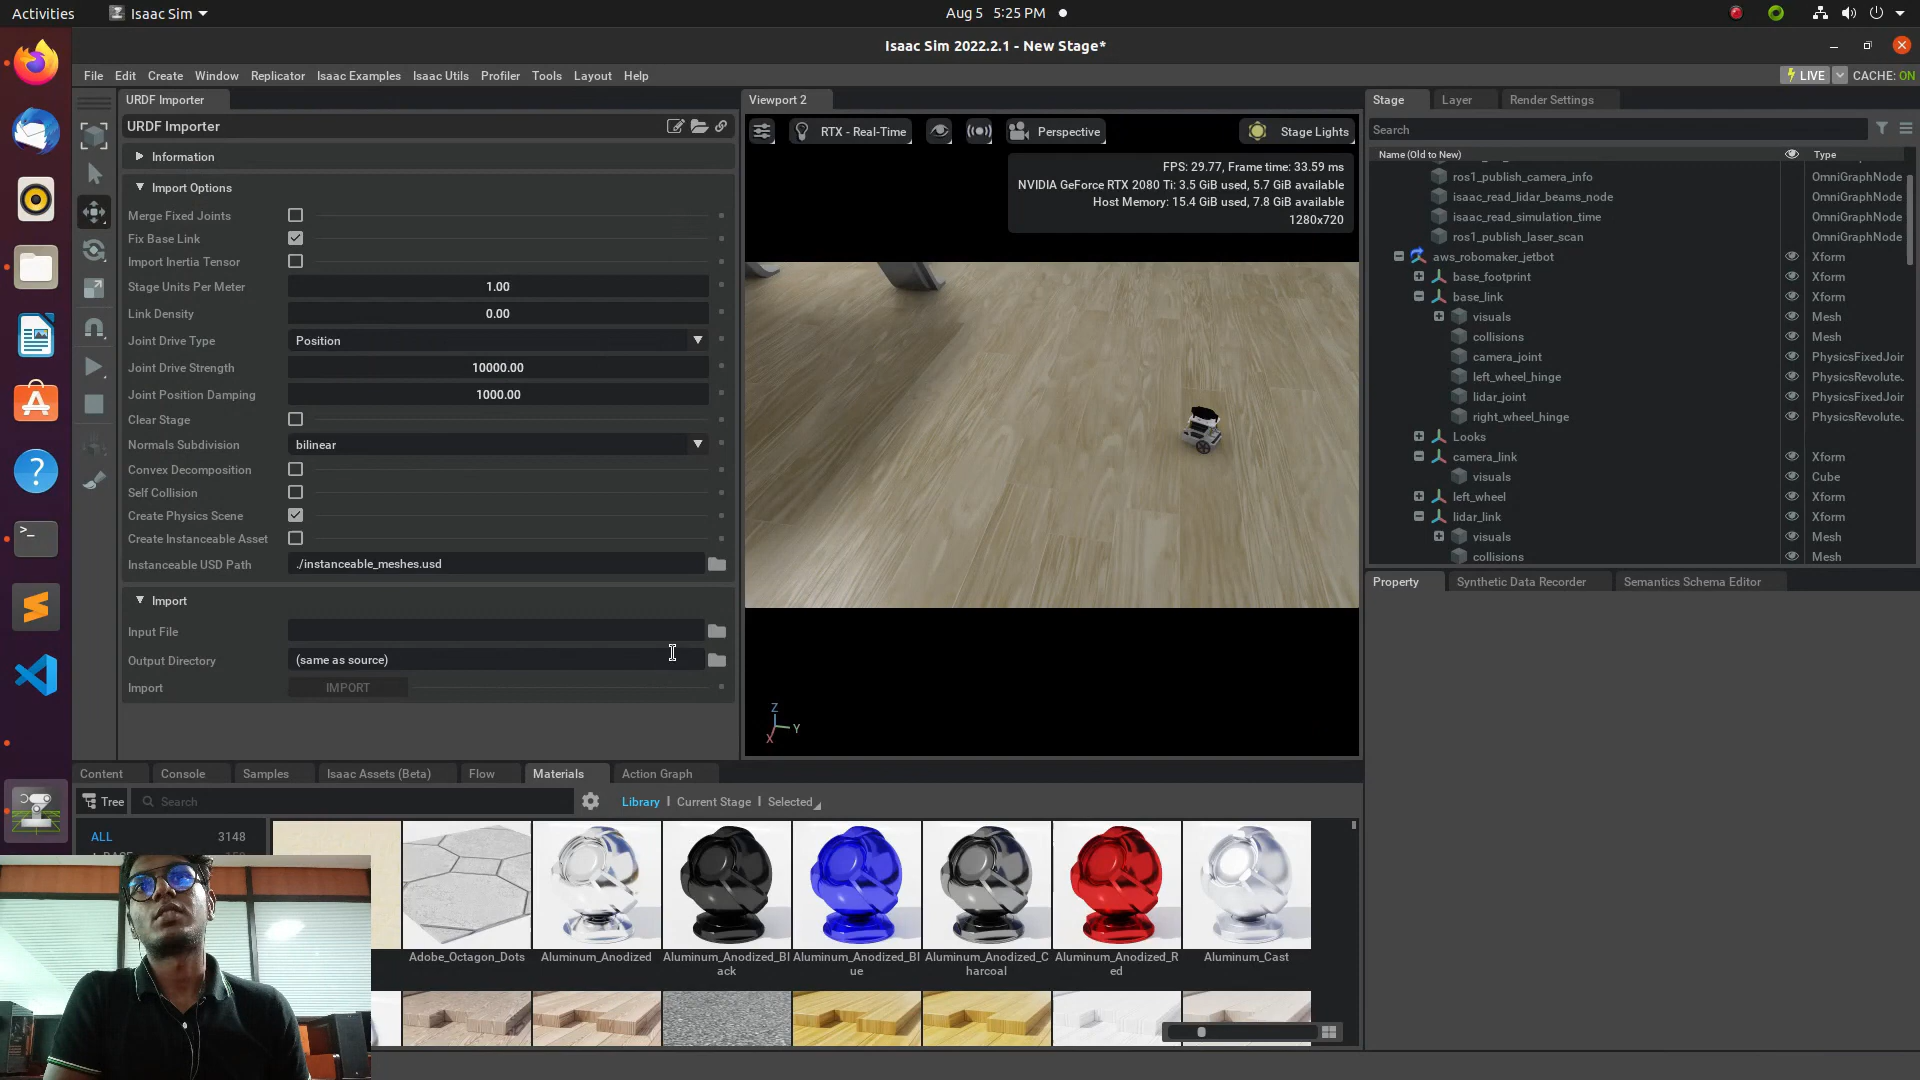 Activities
Isaac Sim
Aug 5 5:25 PM
Isaac Sim 2022.2.1 - New Stage*
File Edit Create Window Replicator Isaac Examples Isaac Utils Profiler Tools Layout Help
LIVE
CACHE: ON
URDF Importer
URDF Importer
Information
Import Options
Merge Fixed Joints
Fix Base Link
Import Inertia Tensor
Stage Units Per Meter 1.00
Link Density 0.00
Joint Drive Type Position
Joint Drive Strength 10000.00
Joint Position Damping 1000.00
Clear Stage
Normals Subdivision bilinear
Convex Decomposition
Self Collision
Create Physics Scene
Create Instanceable Asset
Instanceable USD Path ./instanceable_meshes.usd
Import
Input File
Output Directory (same as source)
Import IMPORT
Viewport 2
RTX - Real-Time
Perspective
Stage Lights
FPS: 29.77, Frame time: 33.59 ms
NVIDIA GeForce RTX 2080 Ti: 3.5 GiB used, 5.7 GiB available
Host Memory: 15.4 GiB used, 7.8 GiB available
1280x720
Z
Y
X
Stage Layer Render Settings
Search
Name (Old to New) Type
ros1_publish_camera_info OmniGraphNode
isaac_read_lidar_beams_node OmniGraphNode
isaac_read_simulation_time OmniGraphNode
ros1_publish_laser_scan OmniGraphNode
aws_robomaker_jetbot Xform
base_footprint Xform
base_link Xform
visuals Mesh
collisions Mesh
camera_joint PhysicsFixedJoir
left_wheel_hinge PhysicsRevolute.
lidar_joint PhysicsFixedJoir
right_wheel_hinge PhysicsRevolute.
Looks
camera_link Xform
visuals Cube
left_wheel Xform
lidar_link Xform
visuals Mesh
collisions Mesh
Property Synthetic Data Recorder Semantics Schema Editor
Content Console Samples Isaac Assets (Beta) Flow Materials Action Graph
Tree
Search
Library | Current Stage | Selected
ALL 3148
Adobe_Octagon_Dots
Aluminum_Anodized
Aluminum_Anodized_Bl
ack
Aluminum_Anodized_Bl
ue
Aluminum_Anodized_C
harcoal
Aluminum_Anodized_R
ed
Aluminum_Cast